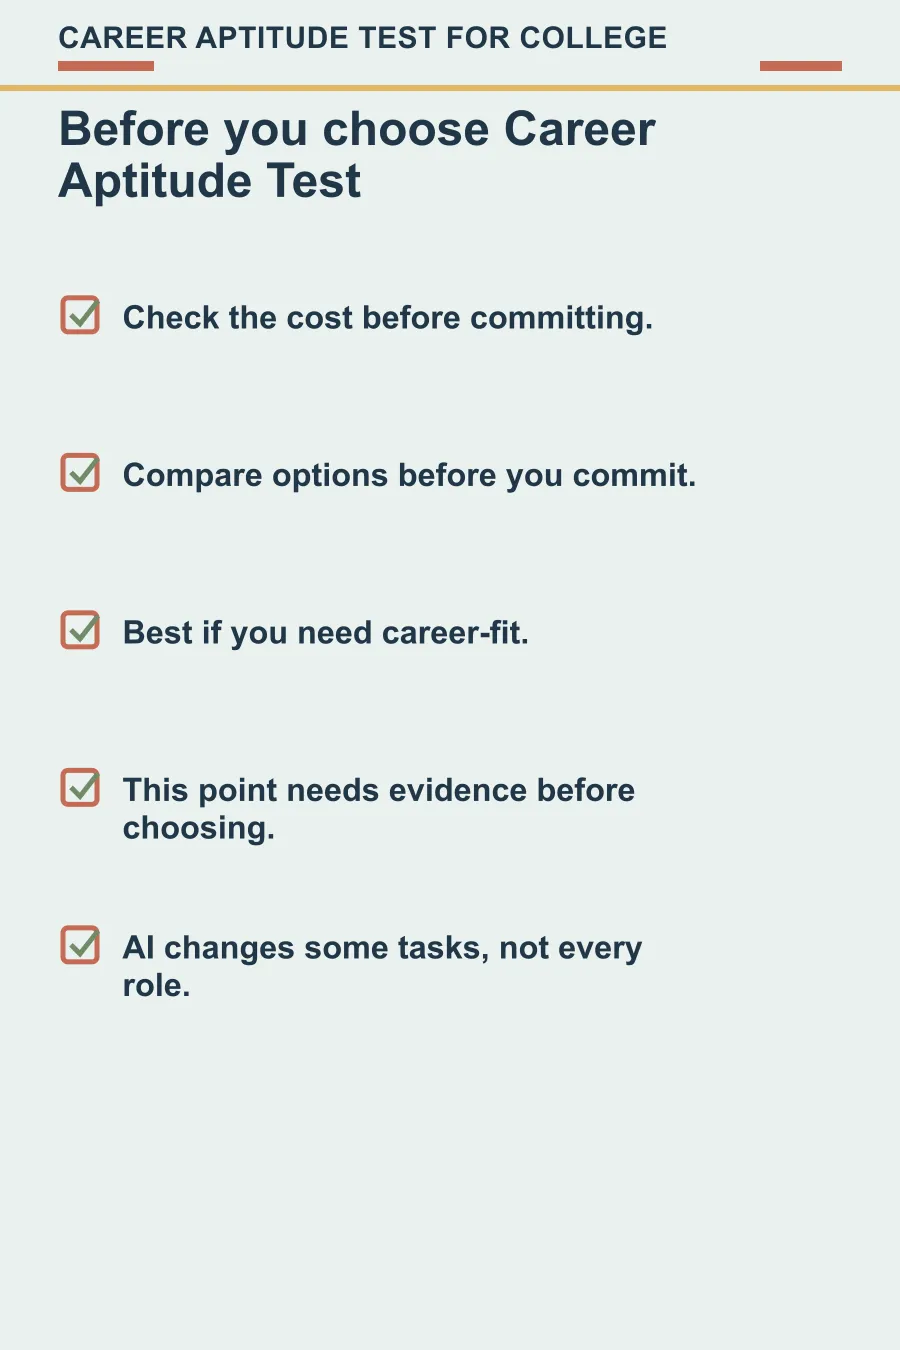 CAREER APTITUDE TEST FOR COLLEGE
Before you choose Career
Aptitude Test
Check the cost before committing.
Compare options before you commit.
Best if you need career-fit.
This point needs evidence before
choosing.
AI changes some tasks, not every
role.